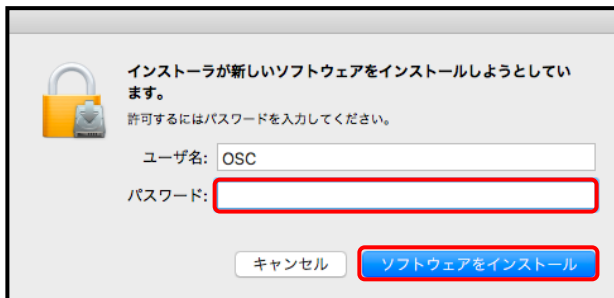 インストーラが新しいソフトウェアをインストールしようとしてい
ます。
許可するにはパスワードを入力してください。
ユーザ名: OSC
パスワード:
キャンセル ソフトウェアをインストール